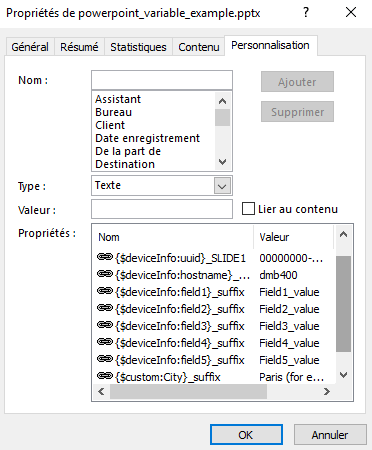 Propriétés de powerpoint_variable_example.pptx ? ×
Général Résumé Statistiques Contenu Personnalisation
Nom :
Ajouter
Assistant
Bureau
Client
Date enregistrement
De la part de
Destination
Supprimer
Type : Texte
Valeur : Lier au contenu
Propriétés : Nom Valeur
{$deviceInfo:uuid}_SLIDE1 00000000-...
{$deviceInfo:hostname}_... dmb400
{$deviceInfo:field1}_suffix Field1_value
{$deviceInfo:field2}_suffix Field2_value
{$deviceInfo:field3}_suffix Field3_value
{$deviceInfo:field4}_suffix Field4_value
{$deviceInfo:field5}_suffix Field5_value
{$custom:City}_suffix Paris (for e...
OK Annuler